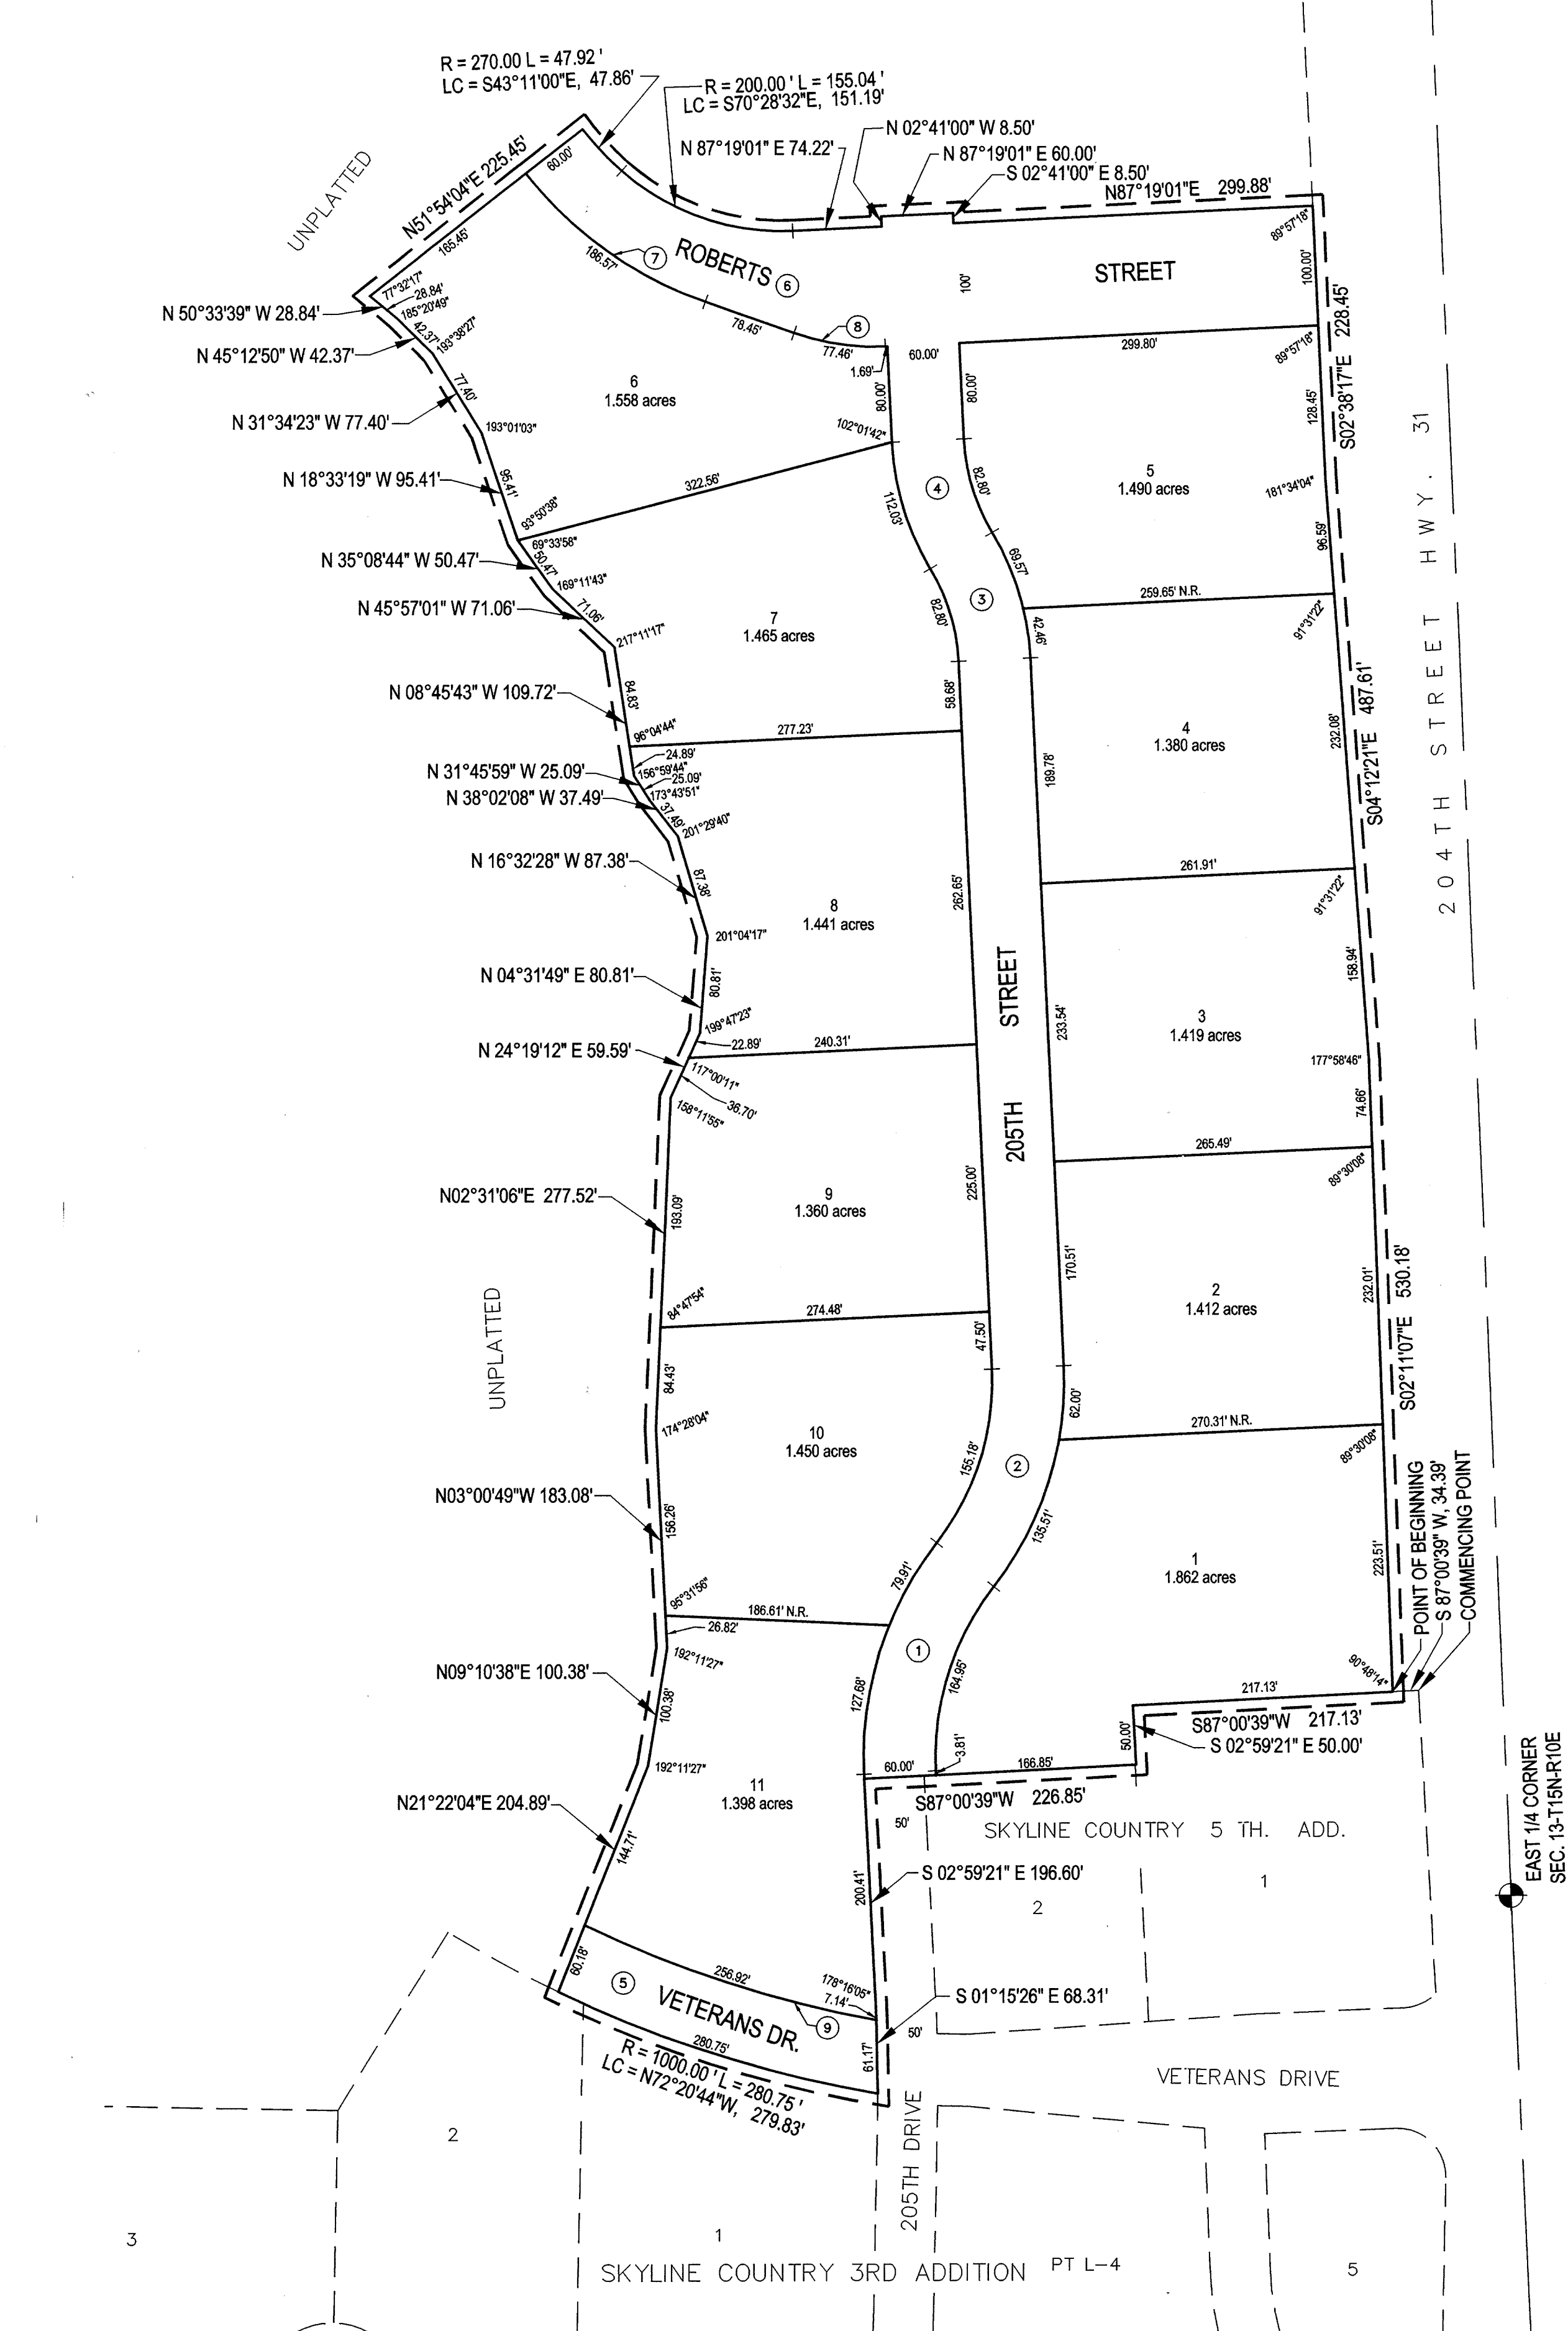 R = 270.00 L = 47.92 '
LC = S43°11'00"E, 47.86'
R = 200.00 ' L = 155.04 '
LC = S70°28'32"E, 151.19'
N 02°41'00" W 8.50'
N 87°19'01" E 74.22'
N 87°19'01" E 60.00'
S 02°41'00" E 8.50'
N87°19'01"E 299.88'
UNPLATTED
N51°54'04"E 225.45'
60.00'
165.45'
89°57'18"
100.00'
ROBERTS
STREET
7
6
186.57'
100'
77°32'17"
28.84'
185°20'49"
N 50°33'39" W 28.84'
42.37'
193°38'27"
N 45°12'50" W 42.37'
78.45'
8
77.46'
1.69'
60.00'
299.80'
89°57'18"
S02°38'17"E 228.45'
77.40'
N 31°34'23" W 77.40'
6
1.558 acres
80.00'
80.00'
128.45'
193°01'03"
102°01'42"
204TH STREET HWY. 31
N 18°33'19" W 95.41'
95.41'
322.56'
82.80'
4
5
1.490 acres
181°34'04"
93°50'38"
112.03'
69°33'58"
96.59'
N 35°08'44" W 50.47'
50.47'
169°11'43"
69.57'
N 45°57'01" W 71.06'
71.06'
82.80'
3
259.65' N.R.
91°31'22"
7
1.465 acres
42.46'
217°11'17"
N 08°45'43" W 109.72'
84.83'
58.68'
S04°12'21"E 487.61'
96°04'44"
277.23'
4
1.380 acres
232.08'
24.89'
156°59'44"
N 31°45'59" W 25.09'
25.09'
173°43'51"
N 38°02'08" W 37.49'
37.49'
201°29'40"
189.78'
N 16°32'28" W 87.38'
87.38'
261.91'
91°31'22"
8
1.441 acres
262.65'
201°04'17"
N 04°31'49" E 80.81'
80.81'
158.94'
205TH STREET
3
1.419 acres
199°47'23"
22.89'
240.31'
233.54'
N 24°19'12" E 59.59'
117°00'11"
36.70'
158°11'55"
177°58'46"
74.66'
265.49'
89°30'08"
N02°31'06"E 277.52'
193.09'
9
1.360 acres
225.00'
170.51'
2
1.412 acres
232.01'
S02°11'07"E 530.18'
84°47'54"
274.48'
47.50'
UNPLATTED
84.43'
62.00'
174°28'04"
10
1.450 acres
155.18'
2
270.31' N.R.
89°30'08"
N03°00'49"W 183.08'
156.26'
135.51'
POINT OF BEGINNING
S 87°00'39" W, 34.39'
COMMENCING POINT
1
1.862 acres
223.51'
79.91'
95°31'56"
186.61' N.R.
26.82'
192°11'27"
1
N09°10'38"E 100.38'
100.38'
127.68'
164.95'
217.13'
90°48'14"
S87°00'39"W 217.13'
50.00'
S 02°59'21" E 50.00'
3.81'
192°11'27"
60.00'
166.85'
S87°00'39"W 226.85'
11
1.398 acres
N21°22'04"E 204.89'
144.71'
50'
SKYLINE COUNTRY 5 TH. ADD.
EAST 1/4 CORNER
SEC. 13-T15N-R10E
200.41'
S 02°59'21" E 196.60'
2
1
60.18'
5
256.92'
178°16'05"
7.14'
S 01°15'26" E 68.31'
VETERANS DR.
9
50'
61.17'
280.75'
R = 1000.00 ' L = 280.75 '
LC = N72°20'44"W, 279.83'
VETERANS DRIVE
205TH DRIVE
2
3
1
SKYLINE COUNTRY 3RD ADDITION
PT L-4
5